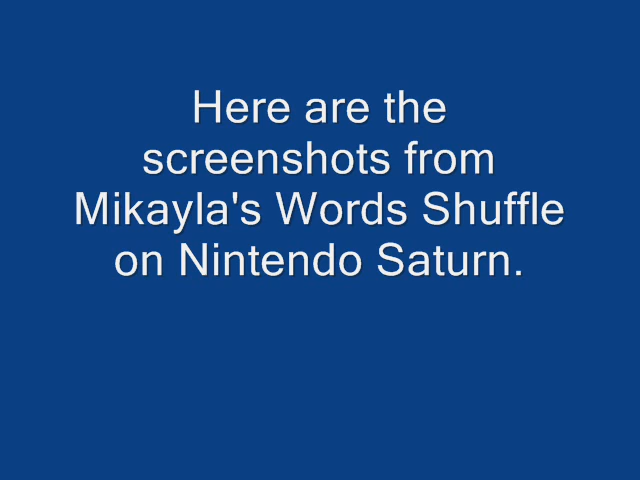 Here are the
screenshots from
Mikayla's Words Shuffle
on Nintendo Saturn.